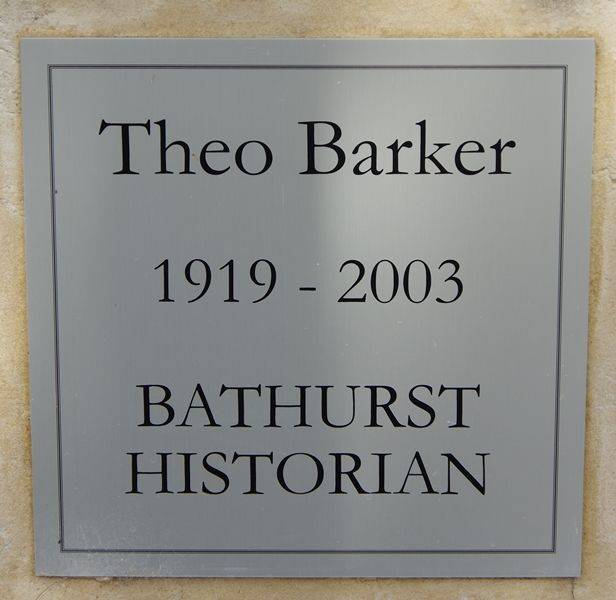 Theo Barker
1919 - 2003
BATHURST
HISTORIAN